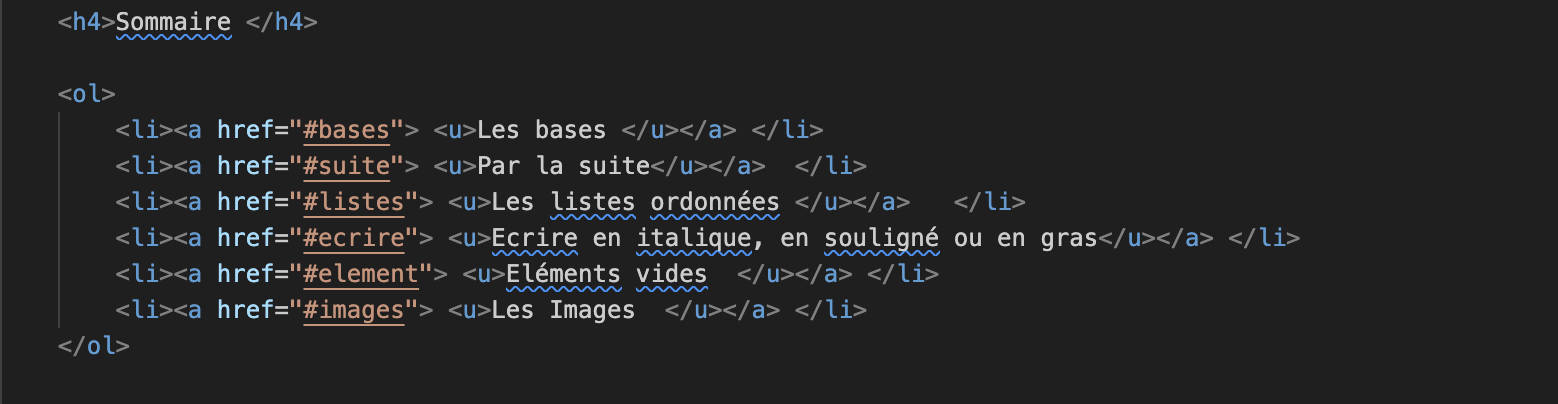 <h4>Sommaire </h4>
<ol>
<li><a href="#bases"> <u>Les bases </u></a> </li>
<li><a href="#suite"> <u>Par la suite</u></a>  </li>
<li><a href="#listes"> <u>Les listes ordonnées </u></a>   </li>
<li><a href="#ecrire"> <u>Ecrire en italique, en souligné ou en gras</u></a> </li>
<li><a href="#element"> <u>Eléments vides  </u></a> </li>
<li><a href="#images"> <u>Les Images  </u></a> </li>
</ol>